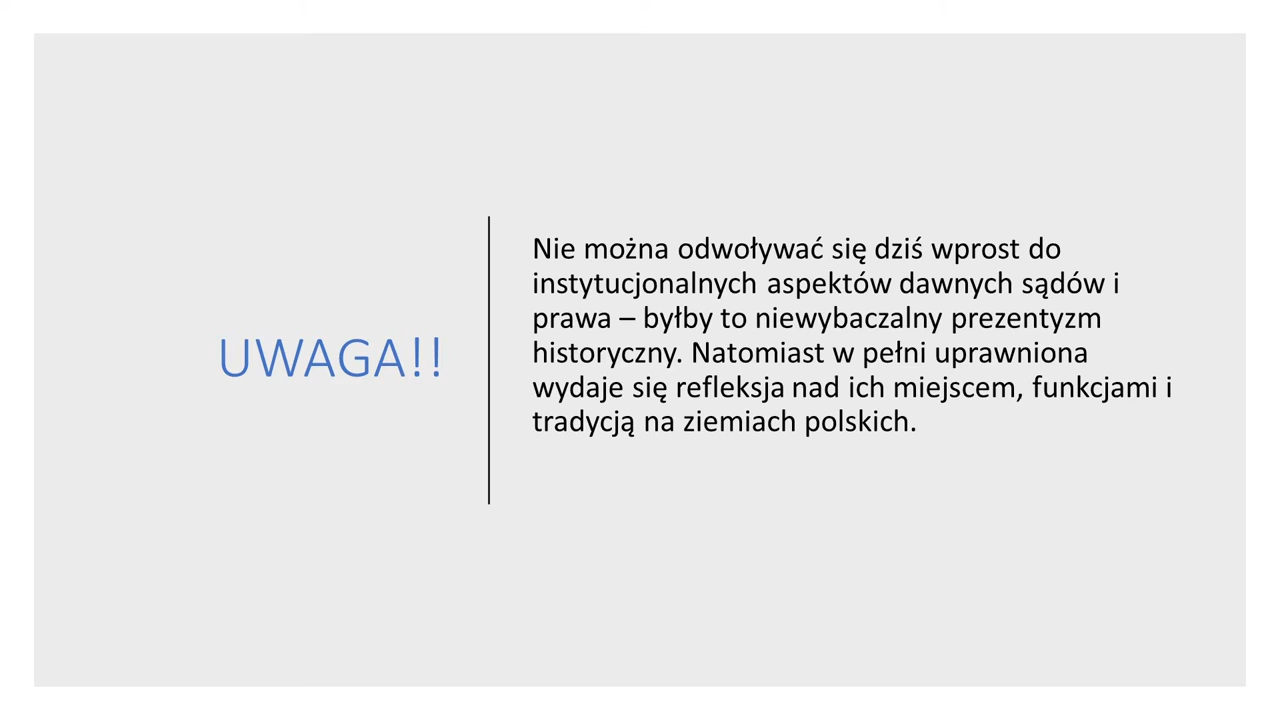 UWAGA!!
Nie można odwoływać się dziś wprost do
instytucjonalnych aspektów dawnych sądów i
prawa – byłby to niewybaczalny prezentyzm
historyczny. Natomiast w pełni uprawniona
wydaje się refleksja nad ich miejscem, funkcjami i
tradycją na ziemiach polskich.